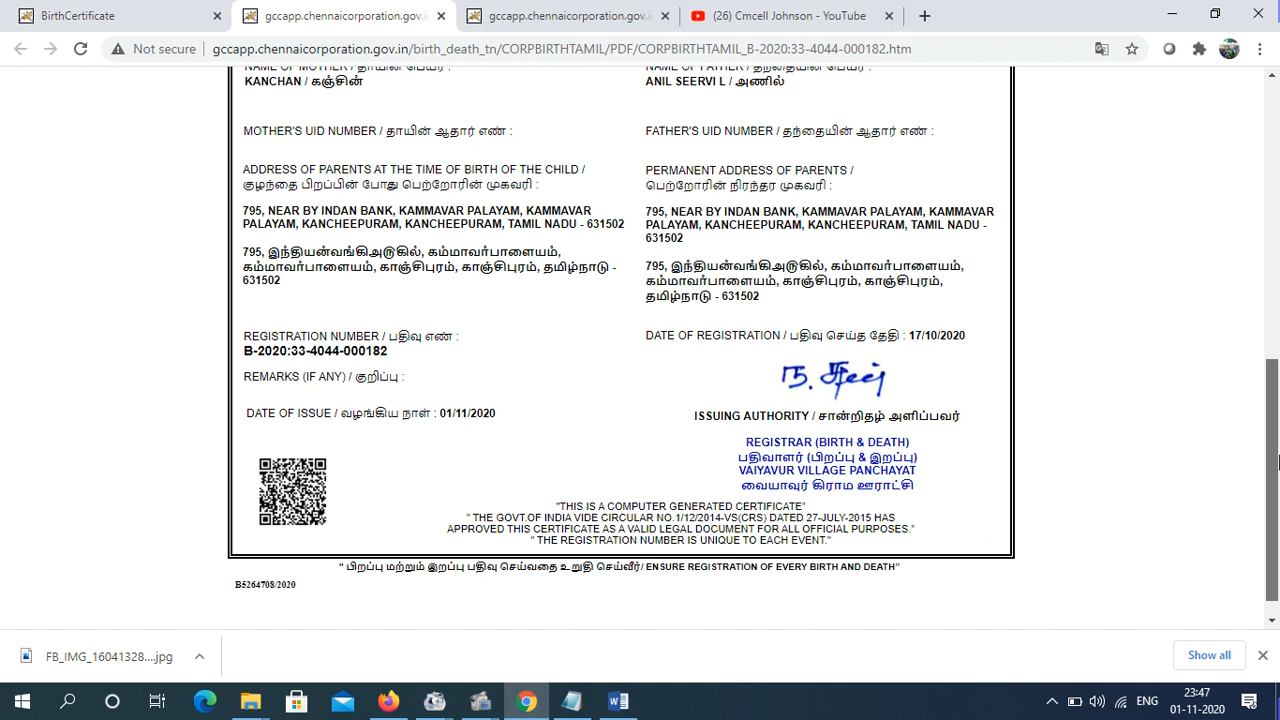 BirthCertificate
gccapp.chennaicorporation.gov.in
gccapp.chennaicorporation.gov.in
(26) Cmcell Johnson - YouTube
Not secure
gccapp.chennaicorporation.gov.in/birth_death_tn/CORPBIRTHTAMIL/PDF/CORPBIRTHTAMIL_B-2020:33-4044-000182.htm
NAME OF MOTHER / தாயின் பெயர் :
KANCHAN / கஞ்சின்
NAME OF FATHER / தந்தையின் பெயர் :
ANIL SEERVI L / அணில்
MOTHER'S UID NUMBER / தாயின் ஆதார் எண் :
FATHER'S UID NUMBER / தந்தையின் ஆதார் எண் :
ADDRESS OF PARENTS AT THE TIME OF BIRTH OF THE CHILD /
குழந்தை பிறப்பின் போது பெற்றோரின் முகவரி :
PERMANENT ADDRESS OF PARENTS /
பெற்றோரின் நிரந்தர முகவரி :
795, NEAR BY INDAN BANK, KAMMAVAR PALAYAM, KAMMAVAR
PALAYAM, KANCHEEPURAM, KANCHEEPURAM, TAMIL NADU - 631502
795, இந்தியன்வங்கிஅருகில், கம்மாவர்பாளையம்,
கம்மாவர்பாளையம், காஞ்சிபுரம், காஞ்சிபுரம், தமிழ்நாடு -
631502
795, NEAR BY INDAN BANK, KAMMAVAR PALAYAM, KAMMAVAR
PALAYAM, KANCHEEPURAM, KANCHEEPURAM, TAMIL NADU -
631502
795, இந்தியன்வங்கிஅருகில், கம்மாவர்பாளையம்,
கம்மாவர்பாளையம், காஞ்சிபுரம், காஞ்சிபுரம்,
தமிழ்நாடு - 631502
REGISTRATION NUMBER / பதிவு எண் :
B-2020:33-4044-000182
DATE OF REGISTRATION / பதிவு செய்த தேதி : 17/10/2020
REMARKS (IF ANY) / குறிப்பு :
DATE OF ISSUE / வழங்கிய நாள் : 01/11/2020
ISSUING AUTHORITY / சான்றிதழ் அளிப்பவர்
REGISTRAR (BIRTH & DEATH)
பதிவாளர் (பிறப்பு & இறப்பு)
VAIYAVUR VILLAGE PANCHAYAT
வையாவுர் கிராம ஊராட்சி
“THIS IS A COMPUTER GENERATED CERTIFICATE”
“ THE GOVT.OF INDIA VIDE CIRCULAR NO.1/12/2014-VS(CRS) DATED 27-JULY-2015 HAS
APPROVED THIS CERTIFICATE AS A VALID LEGAL DOCUMENT FOR ALL OFFICIAL PURPOSES.”
“ THE REGISTRATION NUMBER IS UNIQUE TO EACH EVENT.”
“ பிறப்பு மற்றும் இறப்பு பதிவு செய்வதை உறுதி செய்வீர்/ ENSURE REGISTRATION OF EVERY BIRTH AND DEATH”
B5264708/2020
FB_IMG_16041328....jpg
Show all
ENG
23:47
01-11-2020